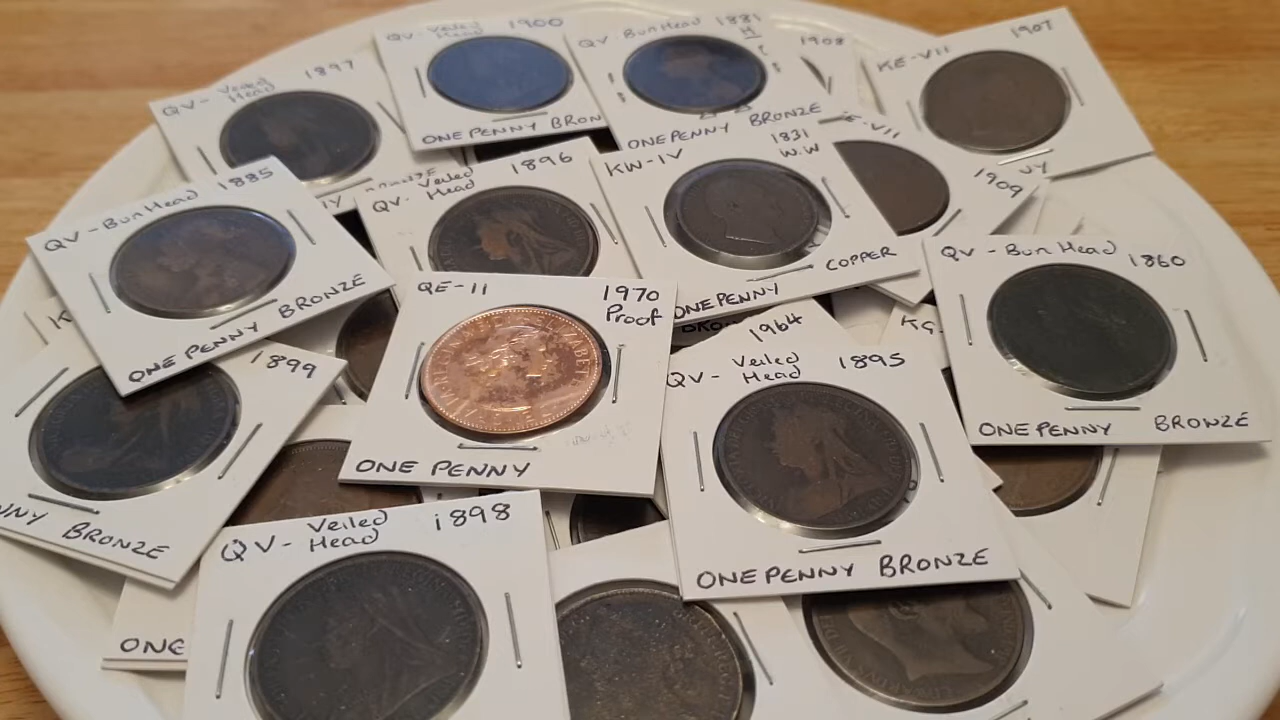 QV - Veiled 1900
Head
ONE PENNY BRON
QV Bun Head 1881
H
ONE PENNY BRONZE
1908
KE-VII 1907
QV - Veiled 1897
Head
QV - Veiled 1896
Head
KW-IV 1831
W.W
ONE PENNY COPPER
E-VII
1909
QV - Bun Head 1885
ONE PENNY BRONZE
QE-II 1970
Proof
ONE PENNY
1964
QV - Veiled 1895
Head
ONE PENNY BRONZE
QV - Bun Head 1860
ONE PENNY BRONZE
KG
1899
NNY BRONZE
QV - Veiled 1898
Head
ONE